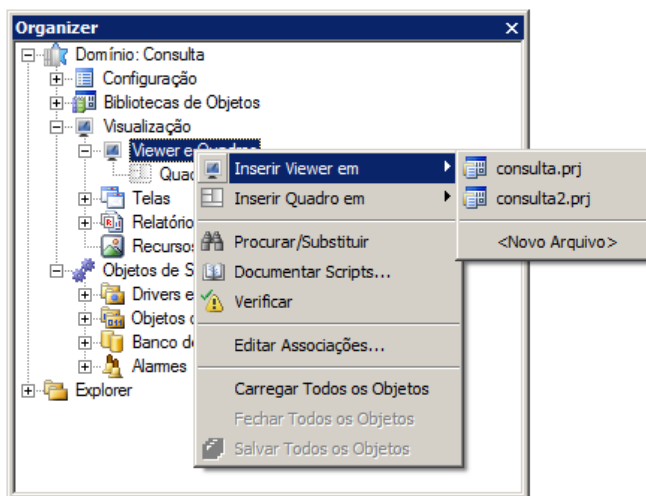 Organizer
Domínio: Consulta
Configuração
Bibliotecas de Objetos
Visualização
Viewer e
Telas
Relatório
Recursos
Objetos de S
Drivers e
Objetos
Banco de
Alarmes
Explorer
Inserir Viewer em
Inserir Quadro em
Procurar/Substituir
Documentar Scripts...
Verificar
Editar Associações...
Carregar Todos os Objetos
Fechar Todos os Objetos
Salvar Todos os Objetos
consulta.prj
consulta2.prj
<Novo Arquivo>